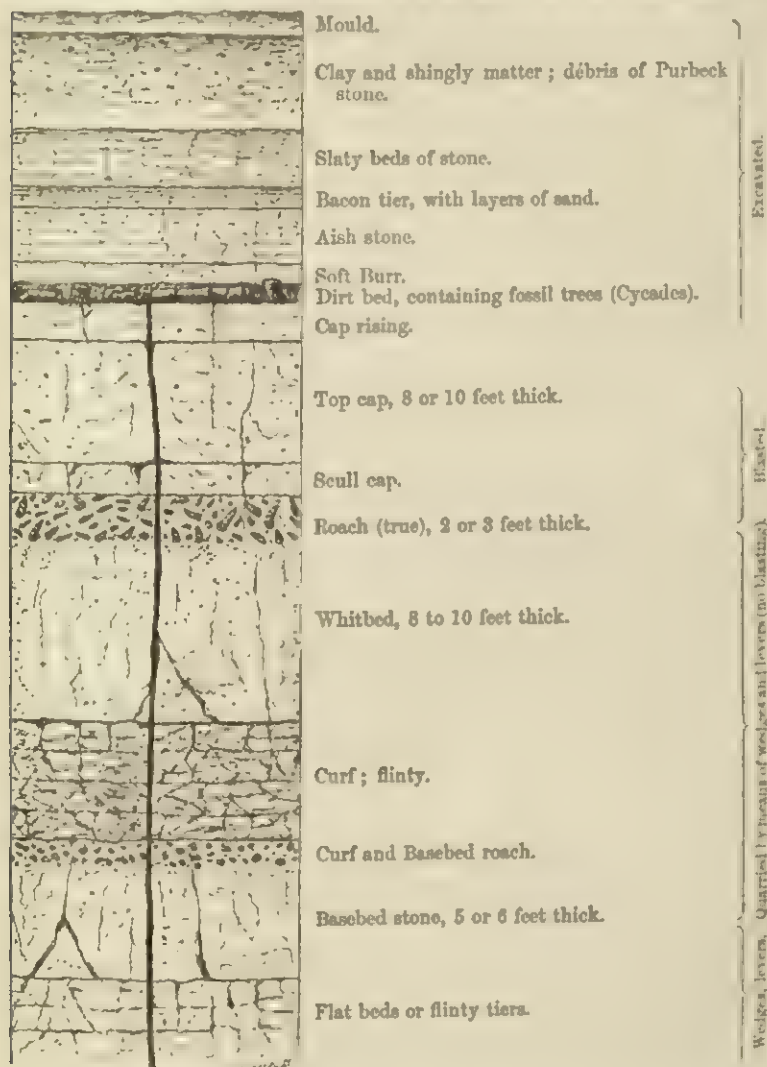 Mould.
Clay and shingly matter ; débris of Purbeck
stone.
Slaty beds of stone.
Bacon tier, with layers of sand.
Aish stone.
Soft Burr.
Dirt bed, containing fossil trees (Cycades).
Cap rising.
Top cap, 8 or 10 feet thick.
Scull cap.
Roach (true), 2 or 3 feet thick.
Whitbed, 8 to 10 feet thick.
Curf ; flinty.
Curf and Basebed roach.
Basebed stone, 5 or 6 feet thick.
Flat beds or flinty tiers.
Excavated.
Blasted.
Quarried by means of wedges and levers (no blasting).
Wedges, levers.